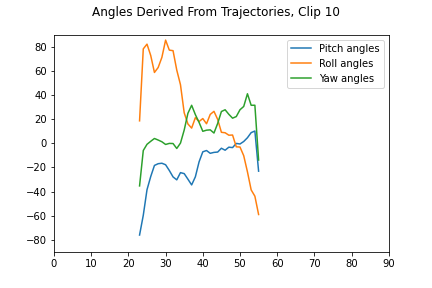 Angles Derived From Trajectories, Clip 10
Pitch angles
Roll angles
Yaw angles
80
60
40
20
0
−20
−40
−60
−80
0 10 20 30 40 50 60 70 80 90